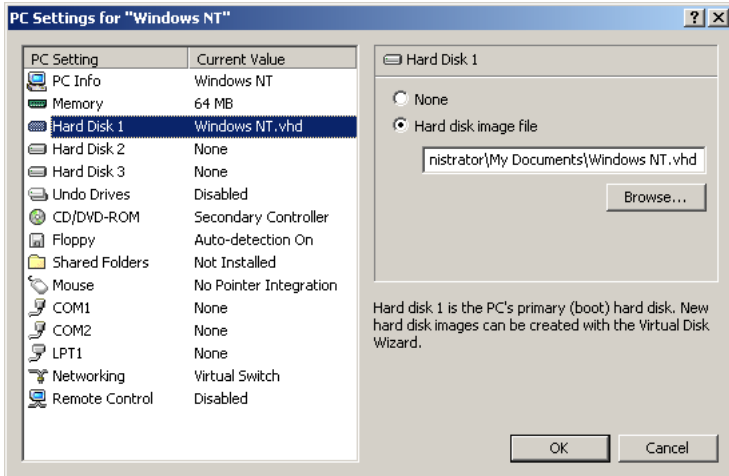 PC Settings for "Windows NT"
PC Setting Current Value
PC Info Windows NT
Memory 64 MB
Hard Disk 1 Windows NT.vhd
Hard Disk 2 None
Hard Disk 3 None
Undo Drives Disabled
CD/DVD-ROM Secondary Controller
Floppy Auto-detection On
Shared Folders Not Installed
Mouse No Pointer Integration
COM1 None
COM2 None
LPT1 None
Networking Virtual Switch
Remote Control Disabled
Hard Disk 1
None
Hard disk image file
nistrator\My Documents\Windows NT.vhd
Browse...
Hard disk 1 is the PC's primary (boot) hard disk. New
hard disk images can be created with the Virtual Disk
Wizard.
OK Cancel